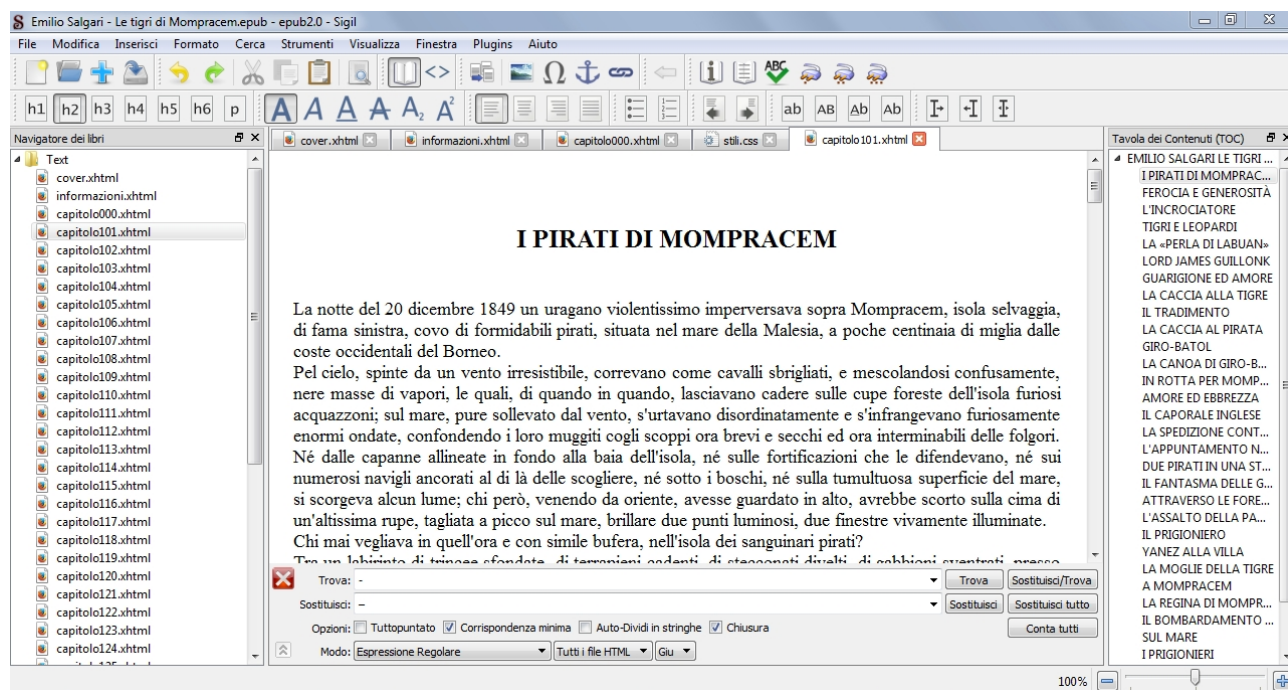 Emilio Salgari - Le tigri di Mompracem.epub - epub2.0 - Sigil
File Modifica Inserisci Formato Cerca Strumenti Visualizza Finestra Plugins Aiuto
h1 h2 h3 h4 h5 h6 p A A A A A₂ A² ab AB Ab Ab
Navigatore dei libri
Text
cover.xhtml
informazioni.xhtml
capitolo000.xhtml
capitolo101.xhtml
capitolo102.xhtml
capitolo103.xhtml
capitolo104.xhtml
capitolo105.xhtml
capitolo106.xhtml
capitolo107.xhtml
capitolo108.xhtml
capitolo109.xhtml
capitolo110.xhtml
capitolo111.xhtml
capitolo112.xhtml
capitolo113.xhtml
capitolo114.xhtml
capitolo115.xhtml
capitolo116.xhtml
capitolo117.xhtml
capitolo118.xhtml
capitolo119.xhtml
capitolo120.xhtml
capitolo121.xhtml
capitolo122.xhtml
capitolo123.xhtml
capitolo124.xhtml
cover.xhtml informazioni.xhtml capitolo000.xhtml stili.css capitolo101.xhtml
I PIRATI DI MOMPRACEM
La notte del 20 dicembre 1849 un uragano violentissimo imperversava sopra Mompracem, isola selvaggia,
di fama sinistra, covo di formidabili pirati, situata nel mare della Malesia, a poche centinaia di miglia dalle
coste occidentali del Borneo.
Pel cielo, spinte da un vento irresistibile, correvano come cavalli sbrigliati, e mescolandosi confusamente,
nere masse di vapori, le quali, di quando in quando, lasciavano cadere sulle cupe foreste dell'isola furiosi
acquazzoni; sul mare, pure sollevato dal vento, s'urtavano disordinatamente e s'infrangevano furiosamente
enormi ondate, confondendo i loro muggiti cogli scoppi ora brevi e secchi ed ora interminabili delle folgori.
Né dalle capanne allineate in fondo alla baia dell'isola, né sulle fortificazioni che le difendevano, né sui
numerosi navigli ancorati al di là delle scogliere, né sotto i boschi, né sulla tumultuosa superficie del mare,
si scorgeva alcun lume; chi però, venendo da oriente, avesse guardato in alto, avrebbe scorto sulla cima di
un'altissima rupe, tagliata a picco sul mare, brillare due punti luminosi, due finestre vivamente illuminate.
Chi mai vegliava in quell'ora e con simile bufera, nell'isola dei sanguinari pirati?
Tra un labirinto di trincee sfondate, di terrapieni cadenti, di stecconati divelti, di gabbioni sventrati, presso
Trova: - Trova Sostituisci/Trova
Sostituisci: – Sostituisci Sostituisci tutto
Opzioni: Tuttopuntato Corrispondenza minima Auto-Dividi in stringhe Chiusura Conta tutti
Modo: Espressione Regolare Tutti i file HTML Giu
Tavola dei Contenuti (TOC)
EMILIO SALGARI LE TIGRI ...
I PIRATI DI MOMPRAC...
FEROCIA E GENEROSITÀ
L'INCROCIATORE
TIGRI E LEOPARDI
LA «PERLA DI LABUAN»
LORD JAMES GUILLONK
GUARIGIONE ED AMORE
LA CACCIA ALLA TIGRE
IL TRADIMENTO
LA CACCIA AL PIRATA
GIRO-BATOL
LA CANOA DI GIRO-B...
IN ROTTA PER MOMP...
AMORE ED EBBREZZA
IL CAPORALE INGLESE
LA SPEDIZIONE CONT...
L'APPUNTAMENTO N...
DUE PIRATI IN UNA ST...
IL FANTASMA DELLE G...
ATTRAVERSO LE FORE...
L'ASSALTO DELLA PA...
IL PRIGIONIERO
YANEZ ALLA VILLA
LA MOGLIE DELLA TIGRE
A MOMPRACEM
LA REGINA DI MOMPR...
IL BOMBARDAMENTO ...
SUL MARE
I PRIGIONIERI
100%